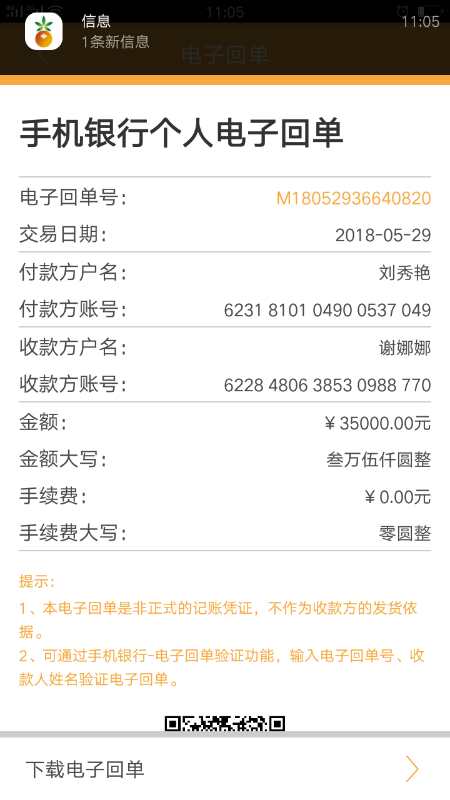 信息
11:05
11:05
1条新信息
电子回单
手机银行个人电子回单
电子回单号： M18052936640820
交易日期： 2018-05-29
付款方户名： 刘秀艳
付款方账号： 6231 8101 0490 0537 049
收款方户名： 谢娜娜
收款方账号： 6228 4806 3853 0988 770
金额： ￥35000.00元
金额大写： 叁万伍仟圆整
手续费： ￥0.00元
手续费大写： 零圆整
提示：
1、本电子回单是非正式的记账凭证，不作为收款方的发货依
据。
2、可通过手机银行-电子回单验证功能，输入电子回单号、收
款人姓名验证电子回单。
下载电子回单